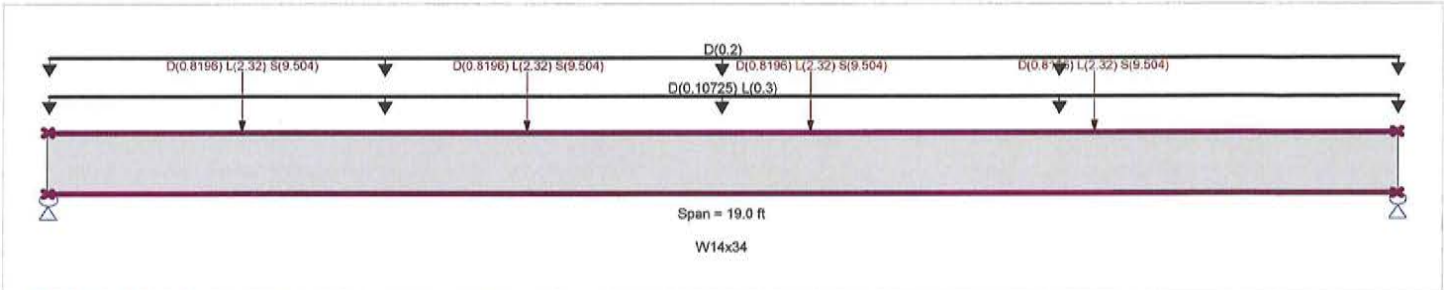 D(0.2)
D(0.8196) L(2.32) S(9.504) D(0.8196) L(2.32) S(9.504) D(0.8196) L(2.32) S(9.504) L(2.32) S(9.504)
D(0.10725) L(0.3)
Span = 19.0 ft
W14x34